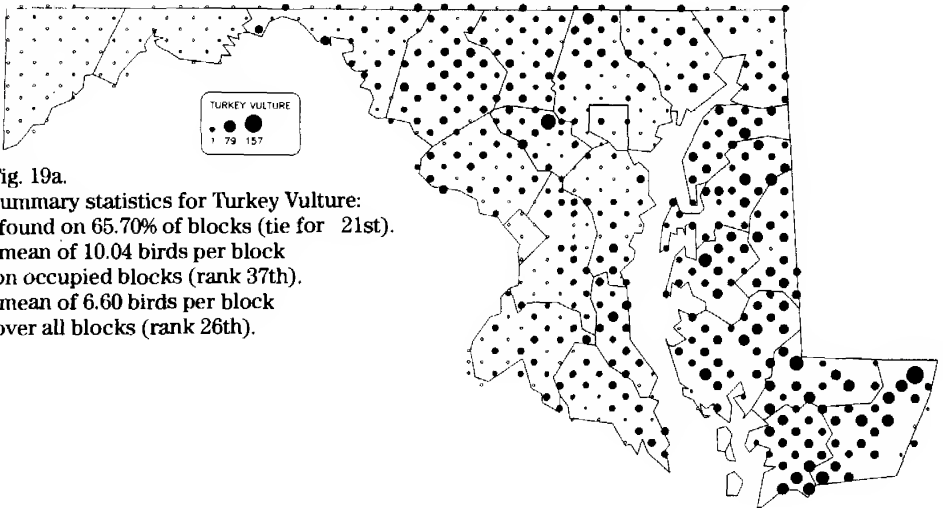 TURKEY VULTURE
1 79 157
ig. 19a.
ummary statistics for Turkey Vulture:
found on 65.70% of blocks (tie for 21st).
mean of 10.04 birds per block
on occupied blocks (rank 37th).
mean of 6.60 birds per block
over all blocks (rank 26th).